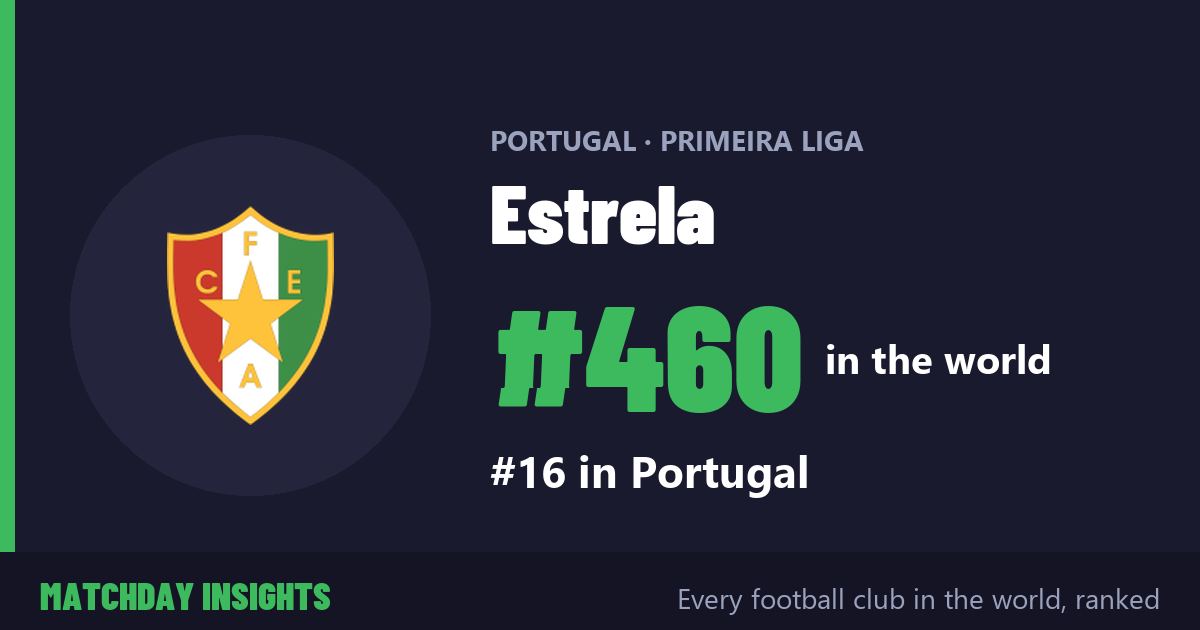 PORTUGAL · PRIMEIRA LIGA
Estrela
F
C E
A
#460 in the world
#16 in Portugal
MATCHDAY INSIGHTS
Every football club in the world, ranked